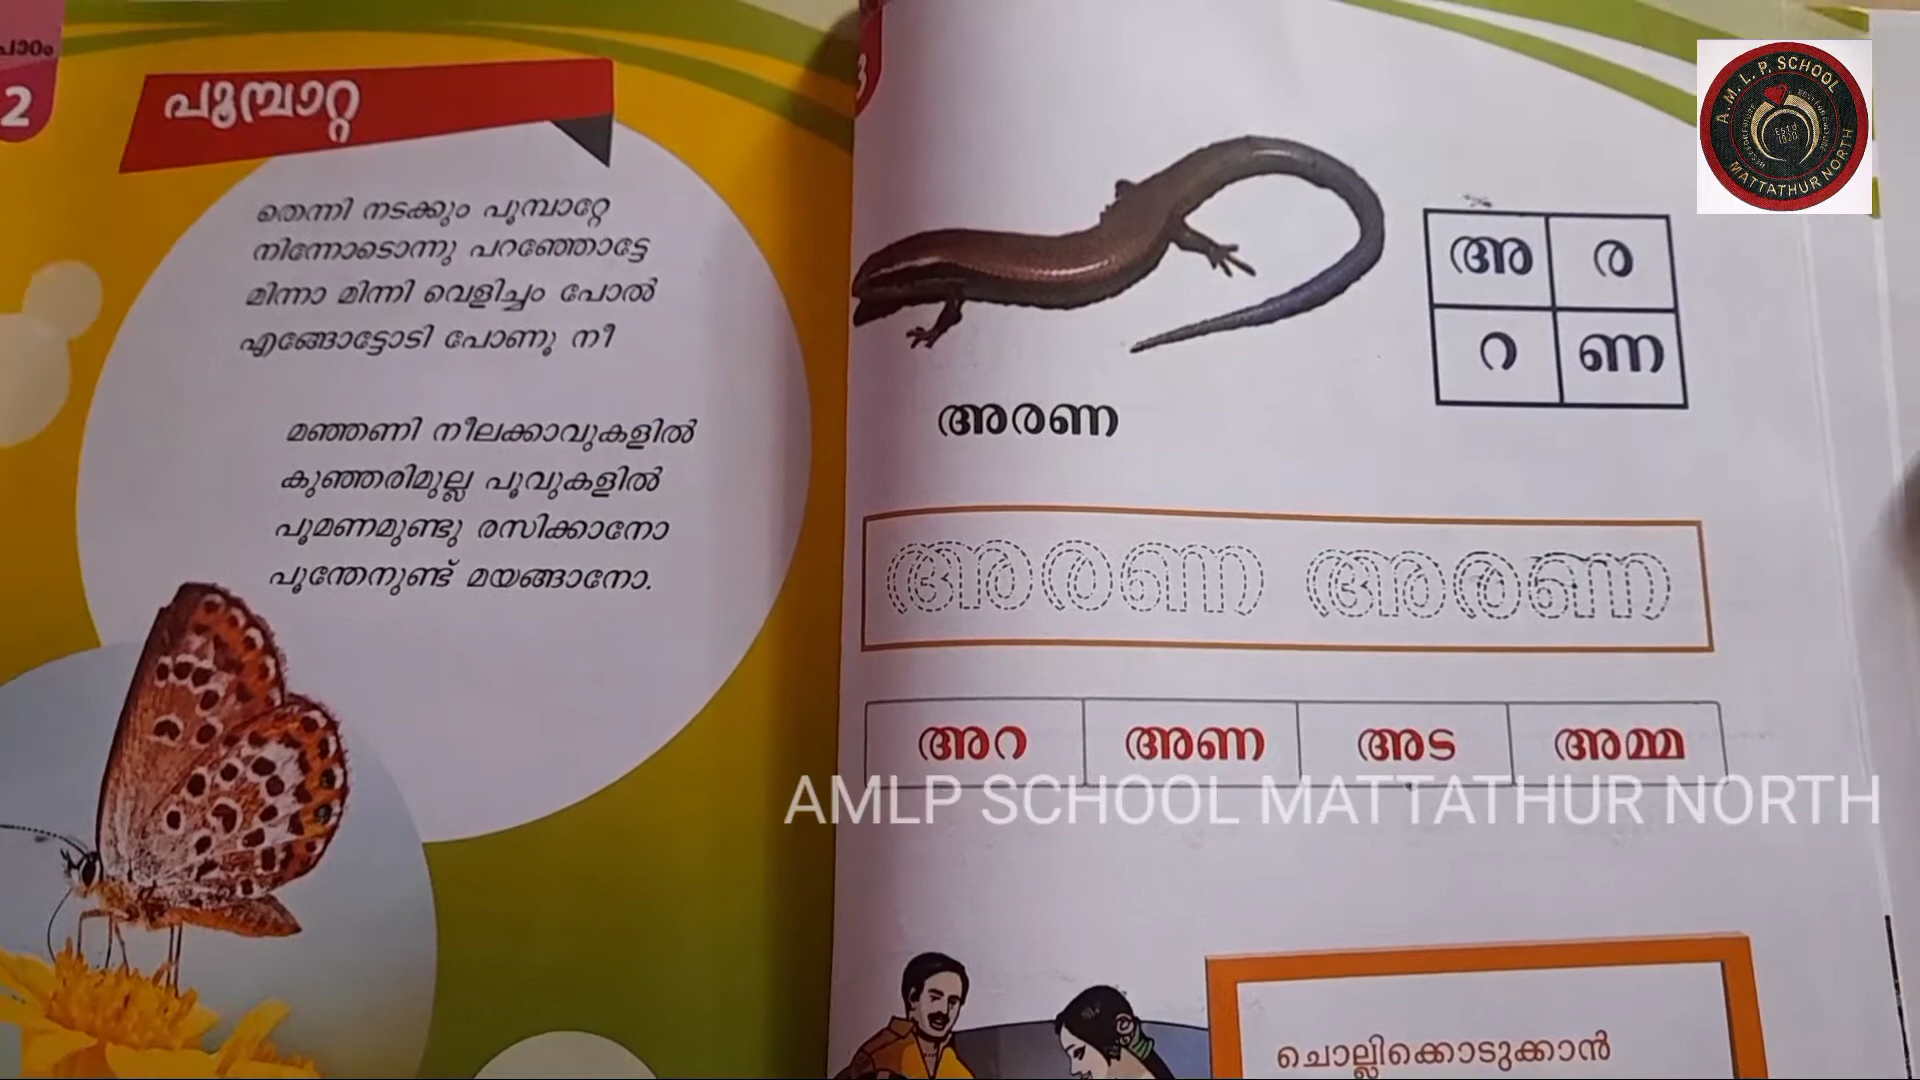 പാഠം
2
പൂമ്പാറ്റ
തെന്നി നടക്കും പൂമ്പാറ്റേ
നിന്നോടൊന്നു പറഞ്ഞോട്ടേ
മിന്നാ മിന്നി വെളിച്ചം പോൽ
എങ്ങോട്ടോടി പോണൂ നീ
മഞ്ഞണി നീലക്കാവുകളിൽ
കുഞ്ഞരിമുല്ല പൂവുകളിൽ
പൂമണമുണ്ടു രസിക്കാനോ
പൂന്തേനുണ്ട് മയങ്ങാനോ.
3
അ ര
റ ണ
അരണ
അരണ അരണ
അറ അണ അട അമ്മ
ചൊല്ലിക്കൊടുക്കാൻ
A. M. L. P. SCHOOL
MATTATHUR NORTH
AMLP SCHOOL MATTATHUR NORTH